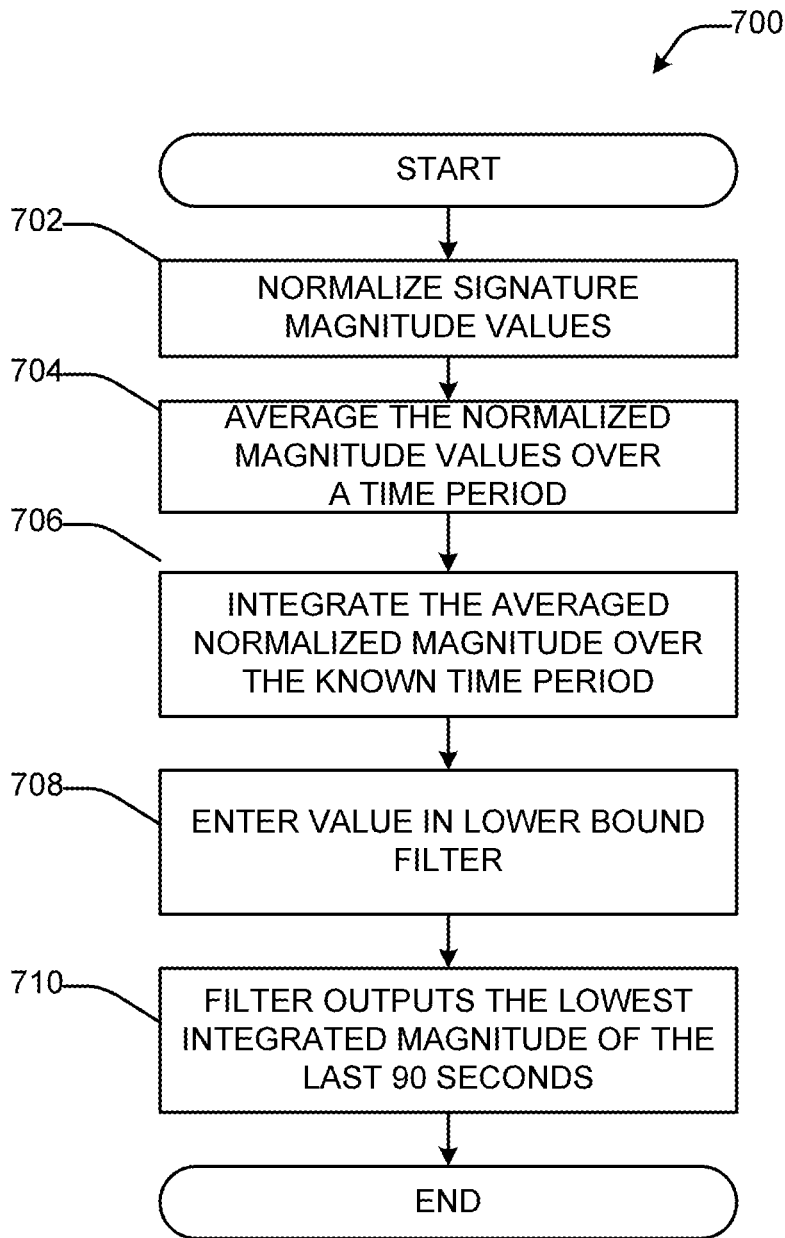 700
START
702
NORMALIZE SIGNATURE
MAGNITUDE VALUES
704
AVERAGE THE NORMALIZED
MAGNITUDE VALUES OVER
A TIME PERIOD
706
INTEGRATE THE AVERAGED
NORMALIZED MAGNITUDE OVER
THE KNOWN TIME PERIOD
708
ENTER VALUE IN LOWER BOUND
FILTER
710
FILTER OUTPUTS THE LOWEST
INTEGRATED MAGNITUDE OF THE
LAST 90 SECONDS
END